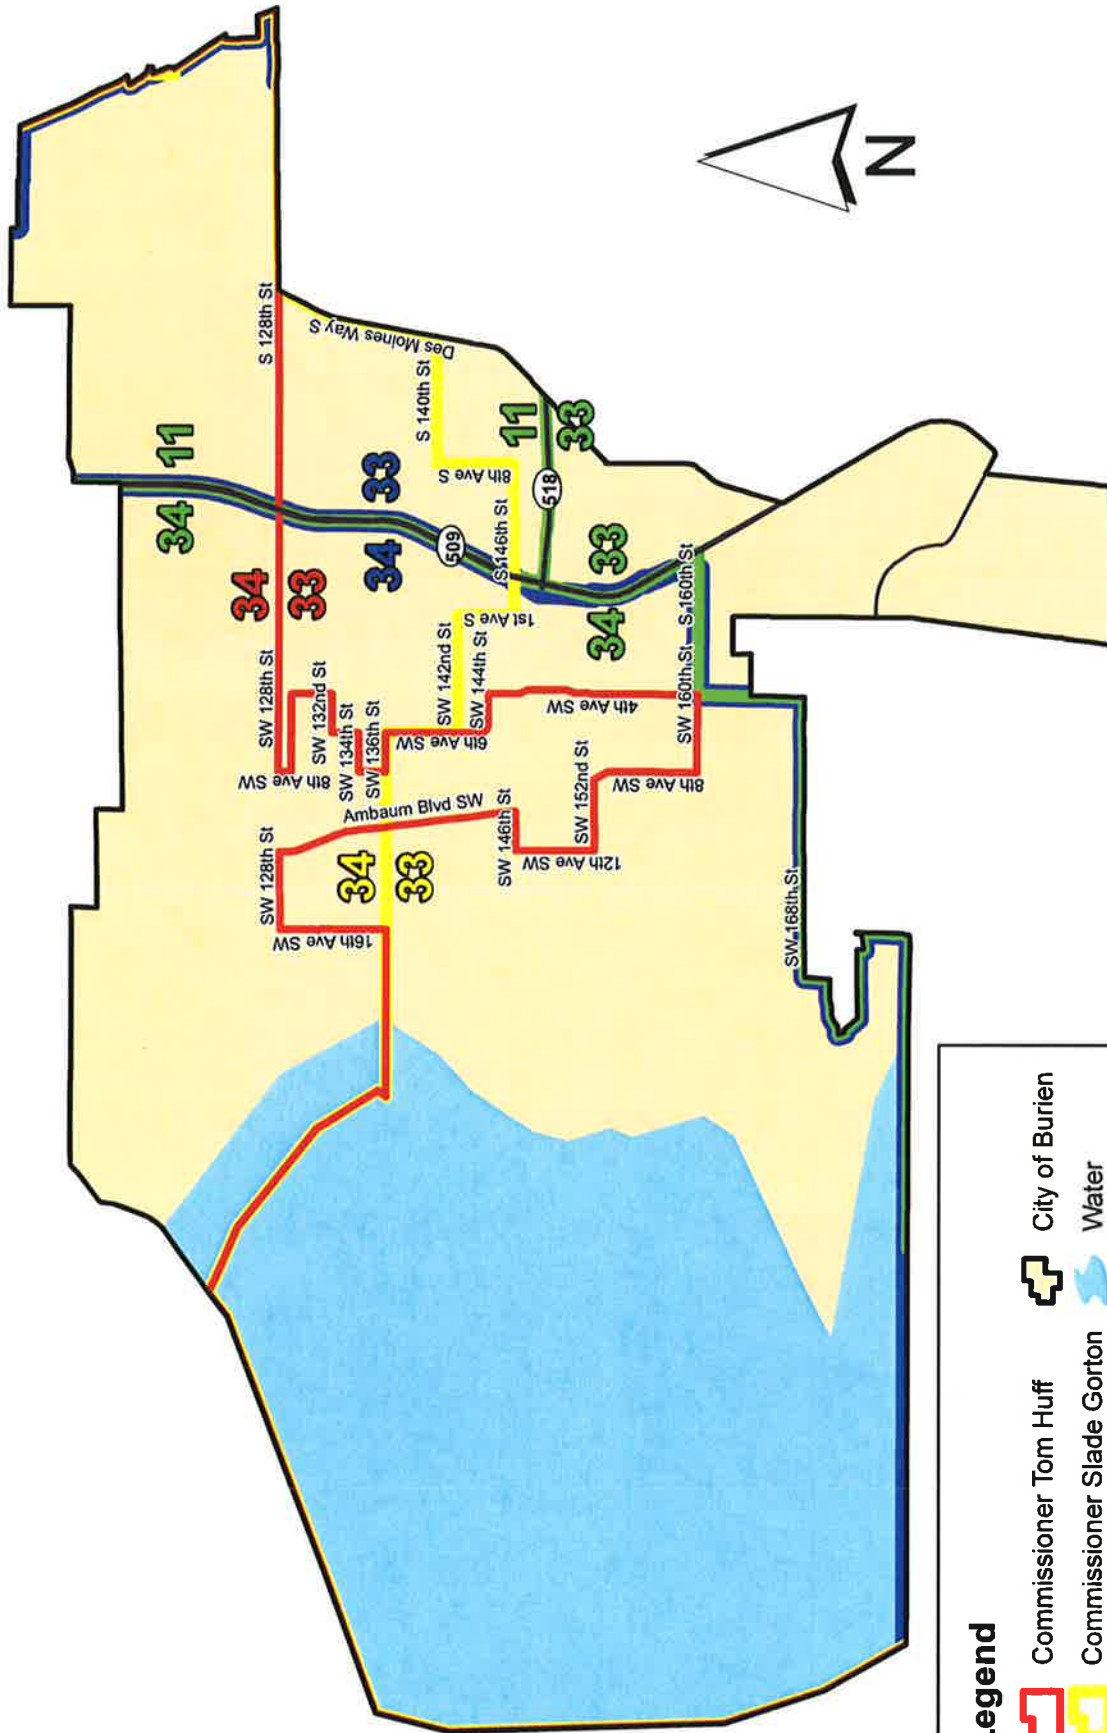 S 128th St
11
34
Des Moines Way S
S 140th St
33
34
509
8th Ave S
11
33
518
34
33
S 146th St
1st Ave S
33
34
S 160th St
SW 128th St
SW 132nd St
8th Ave SW
SW 134th St
SW 136th St
SW 142nd St
6th Ave SW
SW 144th St
4th Ave SW
SW 160th St
Ambaum Blvd SW
SW 128th St
34
33
16th Ave SW
SW 146th St
SW 152nd St
12th Ave SW
8th Ave SW
SW 168th St
N
egend
Commissioner Tom Huff
City of Burien
Commissioner Slade Gorton
Water